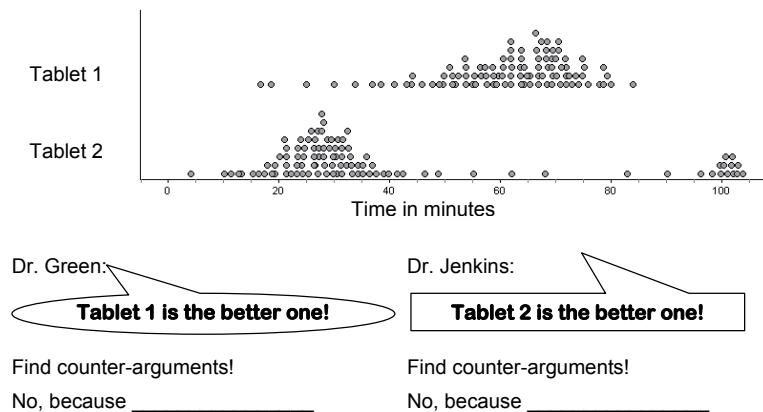 Tablet 1
Tablet 2
0 20 40 60 80 100
Time in minutes
Dr. Green:
Dr. Jenkins:
Tablet 1 is the better one!
Tablet 2 is the better one!
Find counter-arguments!
Find counter-arguments!
No, because _________________
No, because _________________